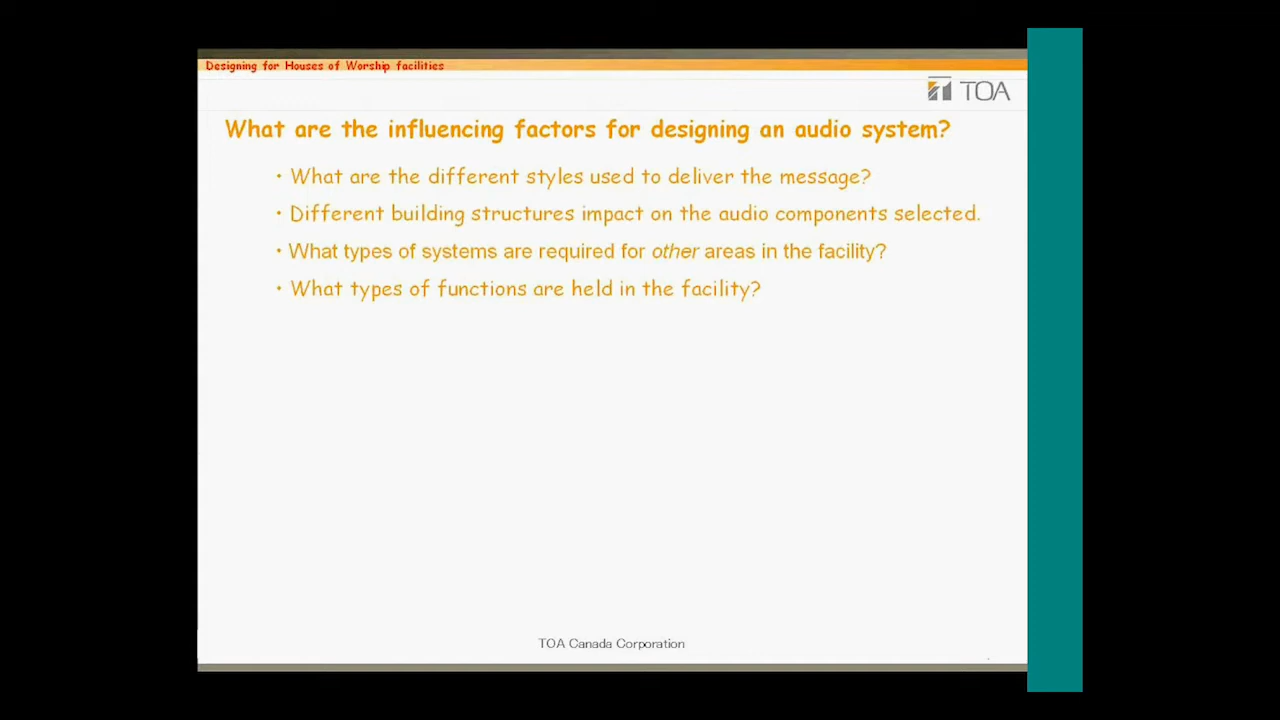 Designing for Houses of Worship facilities
TOA
What are the influencing factors for designing an audio system?
• What are the different styles used to deliver the message?
• Different building structures impact on the audio components selected.
• What types of systems are required for other areas in the facility?
• What types of functions are held in the facility?
TOA Canada Corporation